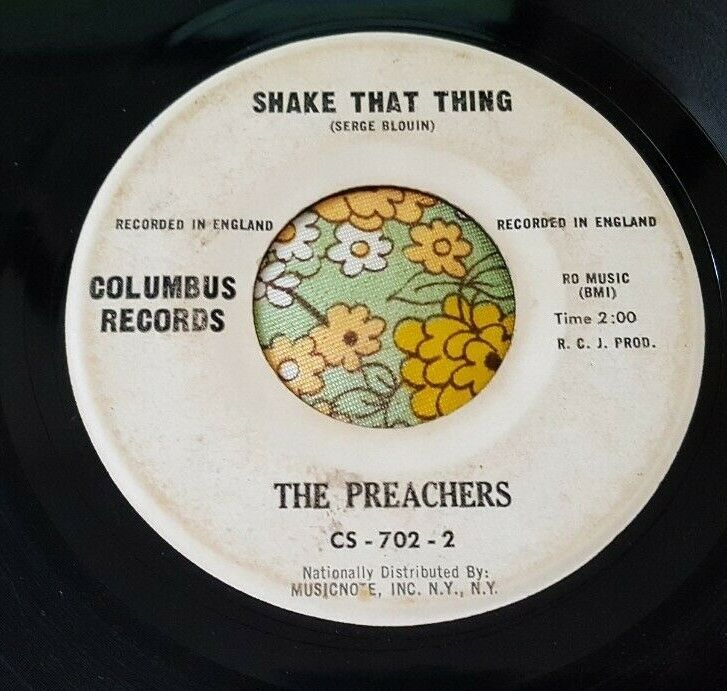 SHAKE THAT THING
(SERGE BLOUIN)
RECORDED IN ENGLAND
RECORDED IN ENGLAND
COLUMBUS
RECORDS
RO MUSIC
(BMI)
Time 2:00
R. C. J. PROD.
THE PREACHERS
CS - 702 - 2
Nationally Distributed By:
MUSICNOTE, INC. N.Y., N.Y.